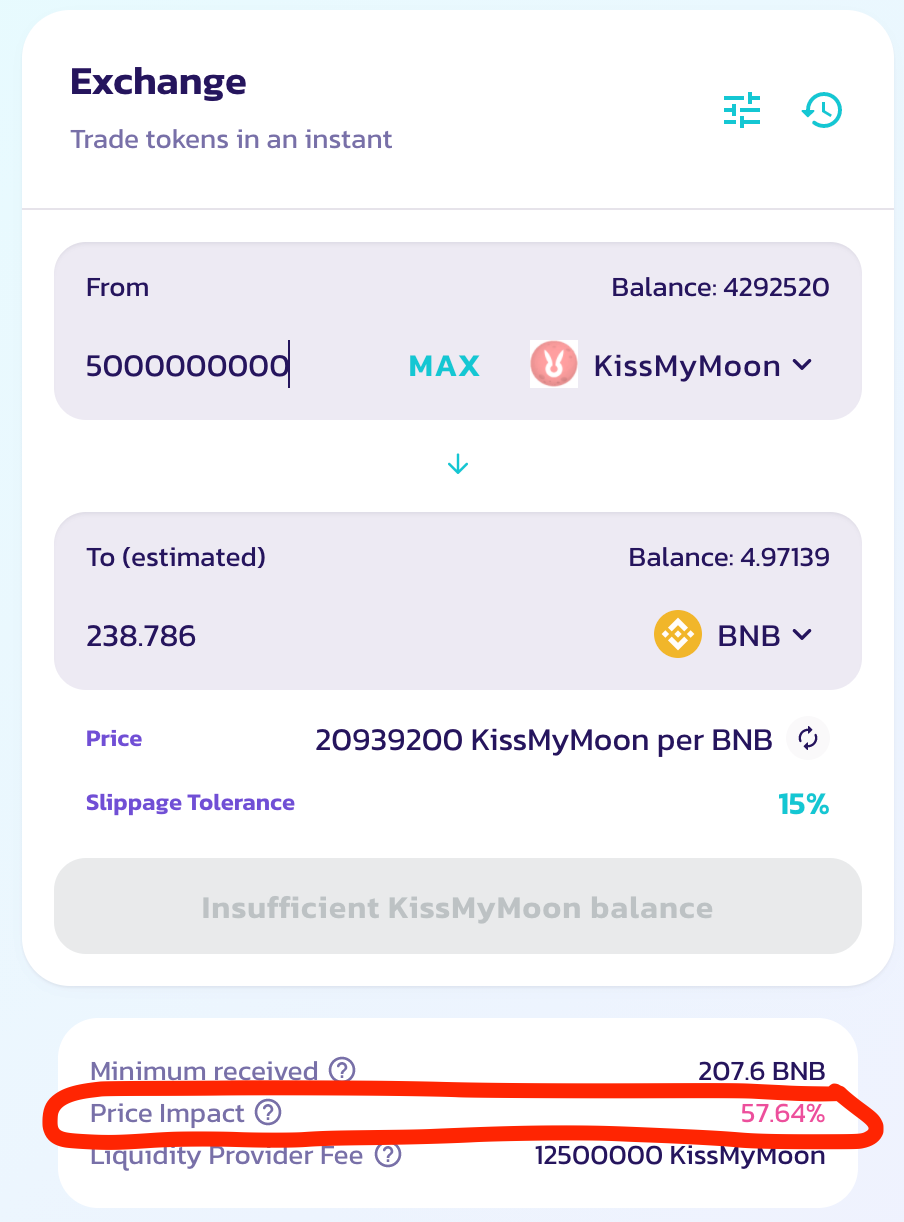 Exchange
Trade tokens in an instant
From Balance: 4292520
5000000000 MAX KissMyMoon
To (estimated) Balance: 4.97139
238.786 BNB
Price 20939200 KissMyMoon per BNB
Slippage Tolerance 15%
Insufficient KissMyMoon balance
Minimum received ? 207.6 BNB
Price Impact ? 57.64%
Liquidity Provider Fee ? 12500000 KissMyMoon